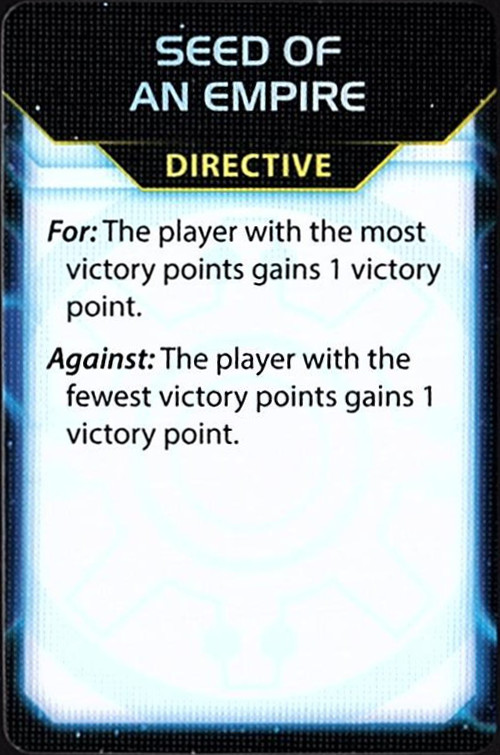 SEED OF
AN EMPIRE
DIRECTIVE
For: The player with the most
victory points gains 1 victory
point.
Against: The player with the
fewest victory points gains 1
victory point.